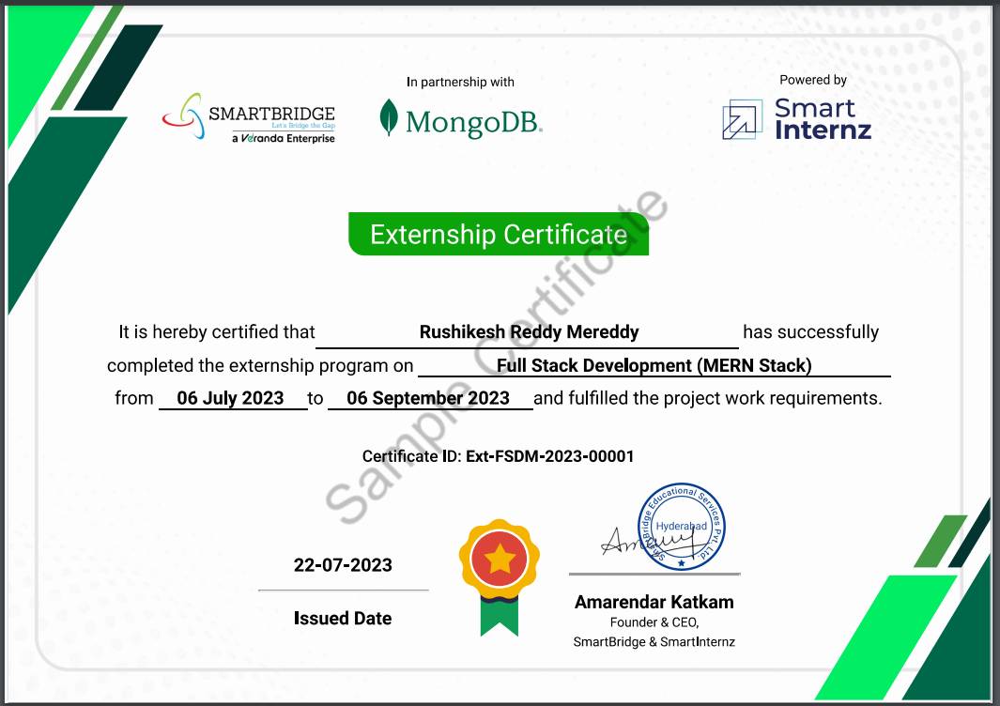 SMARTBRIDGE
Let's Bridge the Gap
a Veranda Enterprise
In partnership with
MongoDB®
Powered by
Smart
Internz
Externship Certificate
It is hereby certified that Rushikesh Reddy Mereddy has successfully
completed the externship program on Full Stack Development (MERN Stack)
from 06 July 2023 to 06 September 2023 and fulfilled the project work requirements.
Certificate ID: Ext-FSDM-2023-00001
Sample Certificate
22-07-2023
Issued Date
SmartBridge Educational Services Pvt. Ltd.
Hyderabad
Amarendar Katkam
Founder & CEO,
SmartBridge & SmartInternz